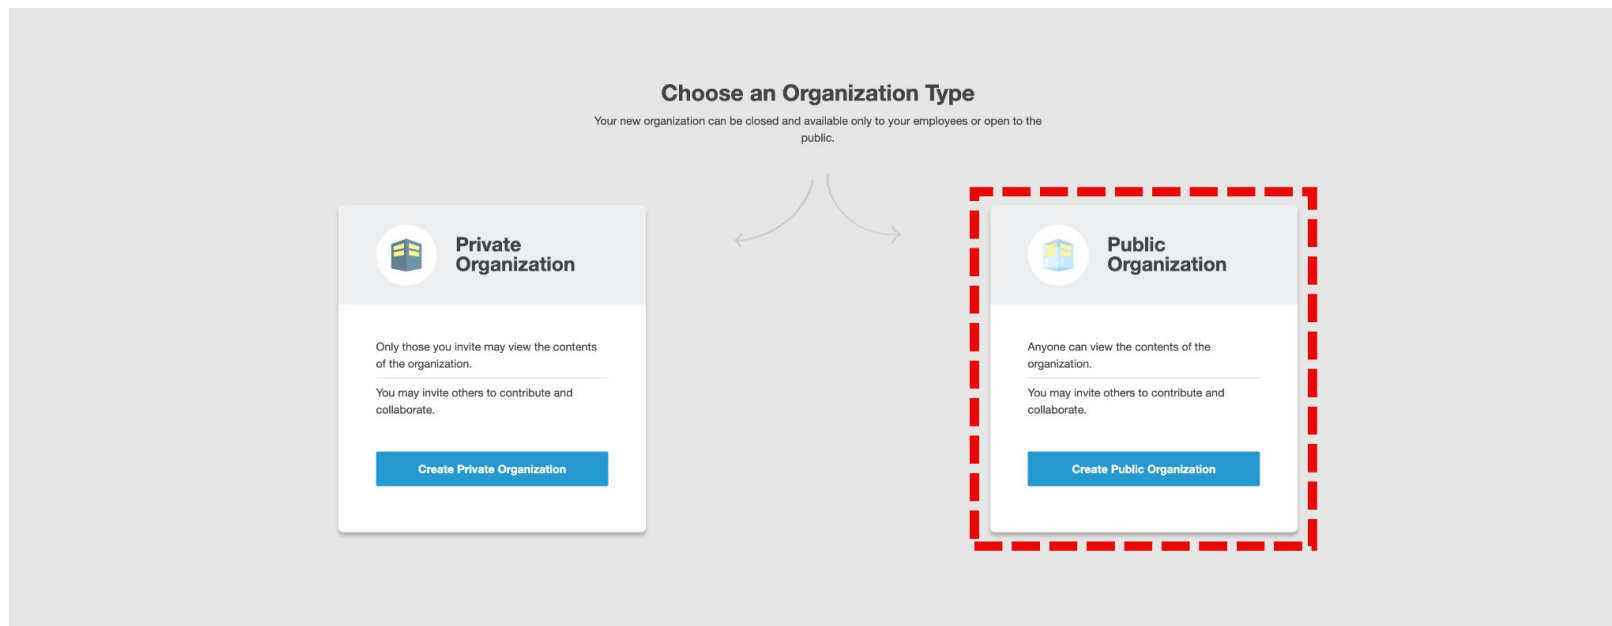 Choose an Organization Type
Your new organization can be closed and available only to your employees or open to the
public.
Private
Organization
Only those you invite may view the contents
of the organization.
You may invite others to contribute and
collaborate.
Create Private Organization
Public
Organization
Anyone can view the contents of the
organization.
You may invite others to contribute and
collaborate.
Create Public Organization